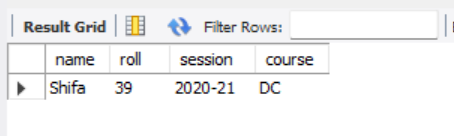 Result Grid Filter Rows:
name roll session course
Shifa 39 2020-21 DC